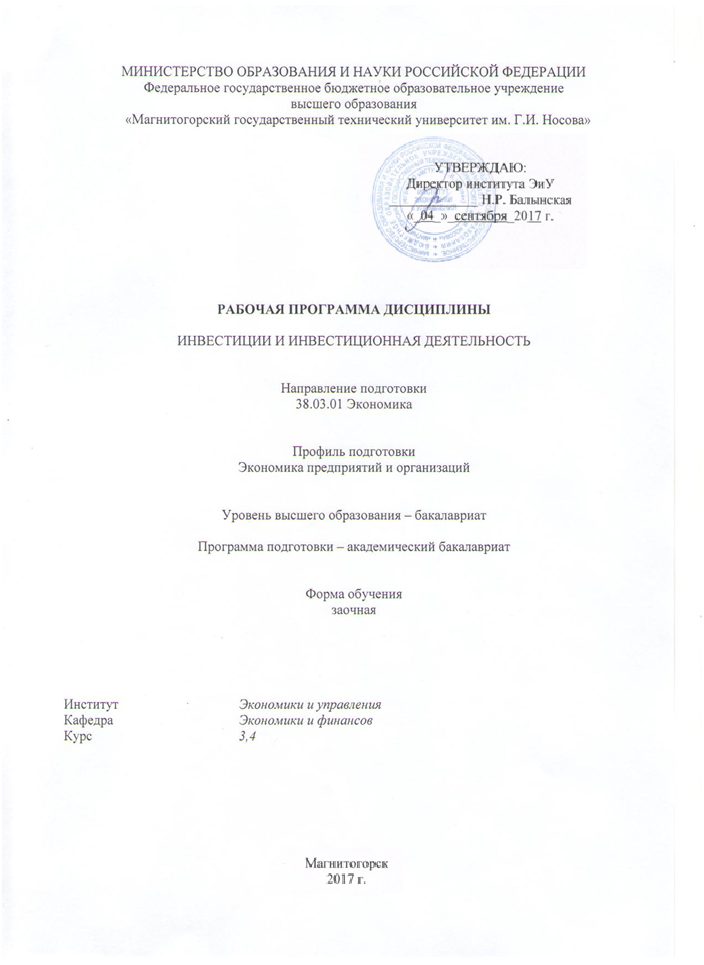 МИНИСТЕРСТВО ОБРАЗОВАНИЯ И НАУКИ РОССИЙСКОЙ ФЕДЕРАЦИИ
Федеральное государственное бюджетное образовательное учреждение
высшего образования
«Магнитогорский государственный технический университет им. Г.И. Носова»
УТВЕРЖДАЮ:
Директор института ЭиУ
Н.Р. Балынская
« 04 » сентября 2017 г.
РАБОЧАЯ ПРОГРАММА ДИСЦИПЛИНЫ
ИНВЕСТИЦИИ И ИНВЕСТИЦИОННАЯ ДЕЯТЕЛЬНОСТЬ
Направление подготовки
38.03.01 Экономика
Профиль подготовки
Экономика предприятий и организаций
Уровень высшего образования – бакалавриат
Программа подготовки – академический бакалавриат
Форма обучения
заочная
Институт Экономики и управления
Кафедра Экономики и финансов
Курс 3,4
Магнитогорск
2017 г.